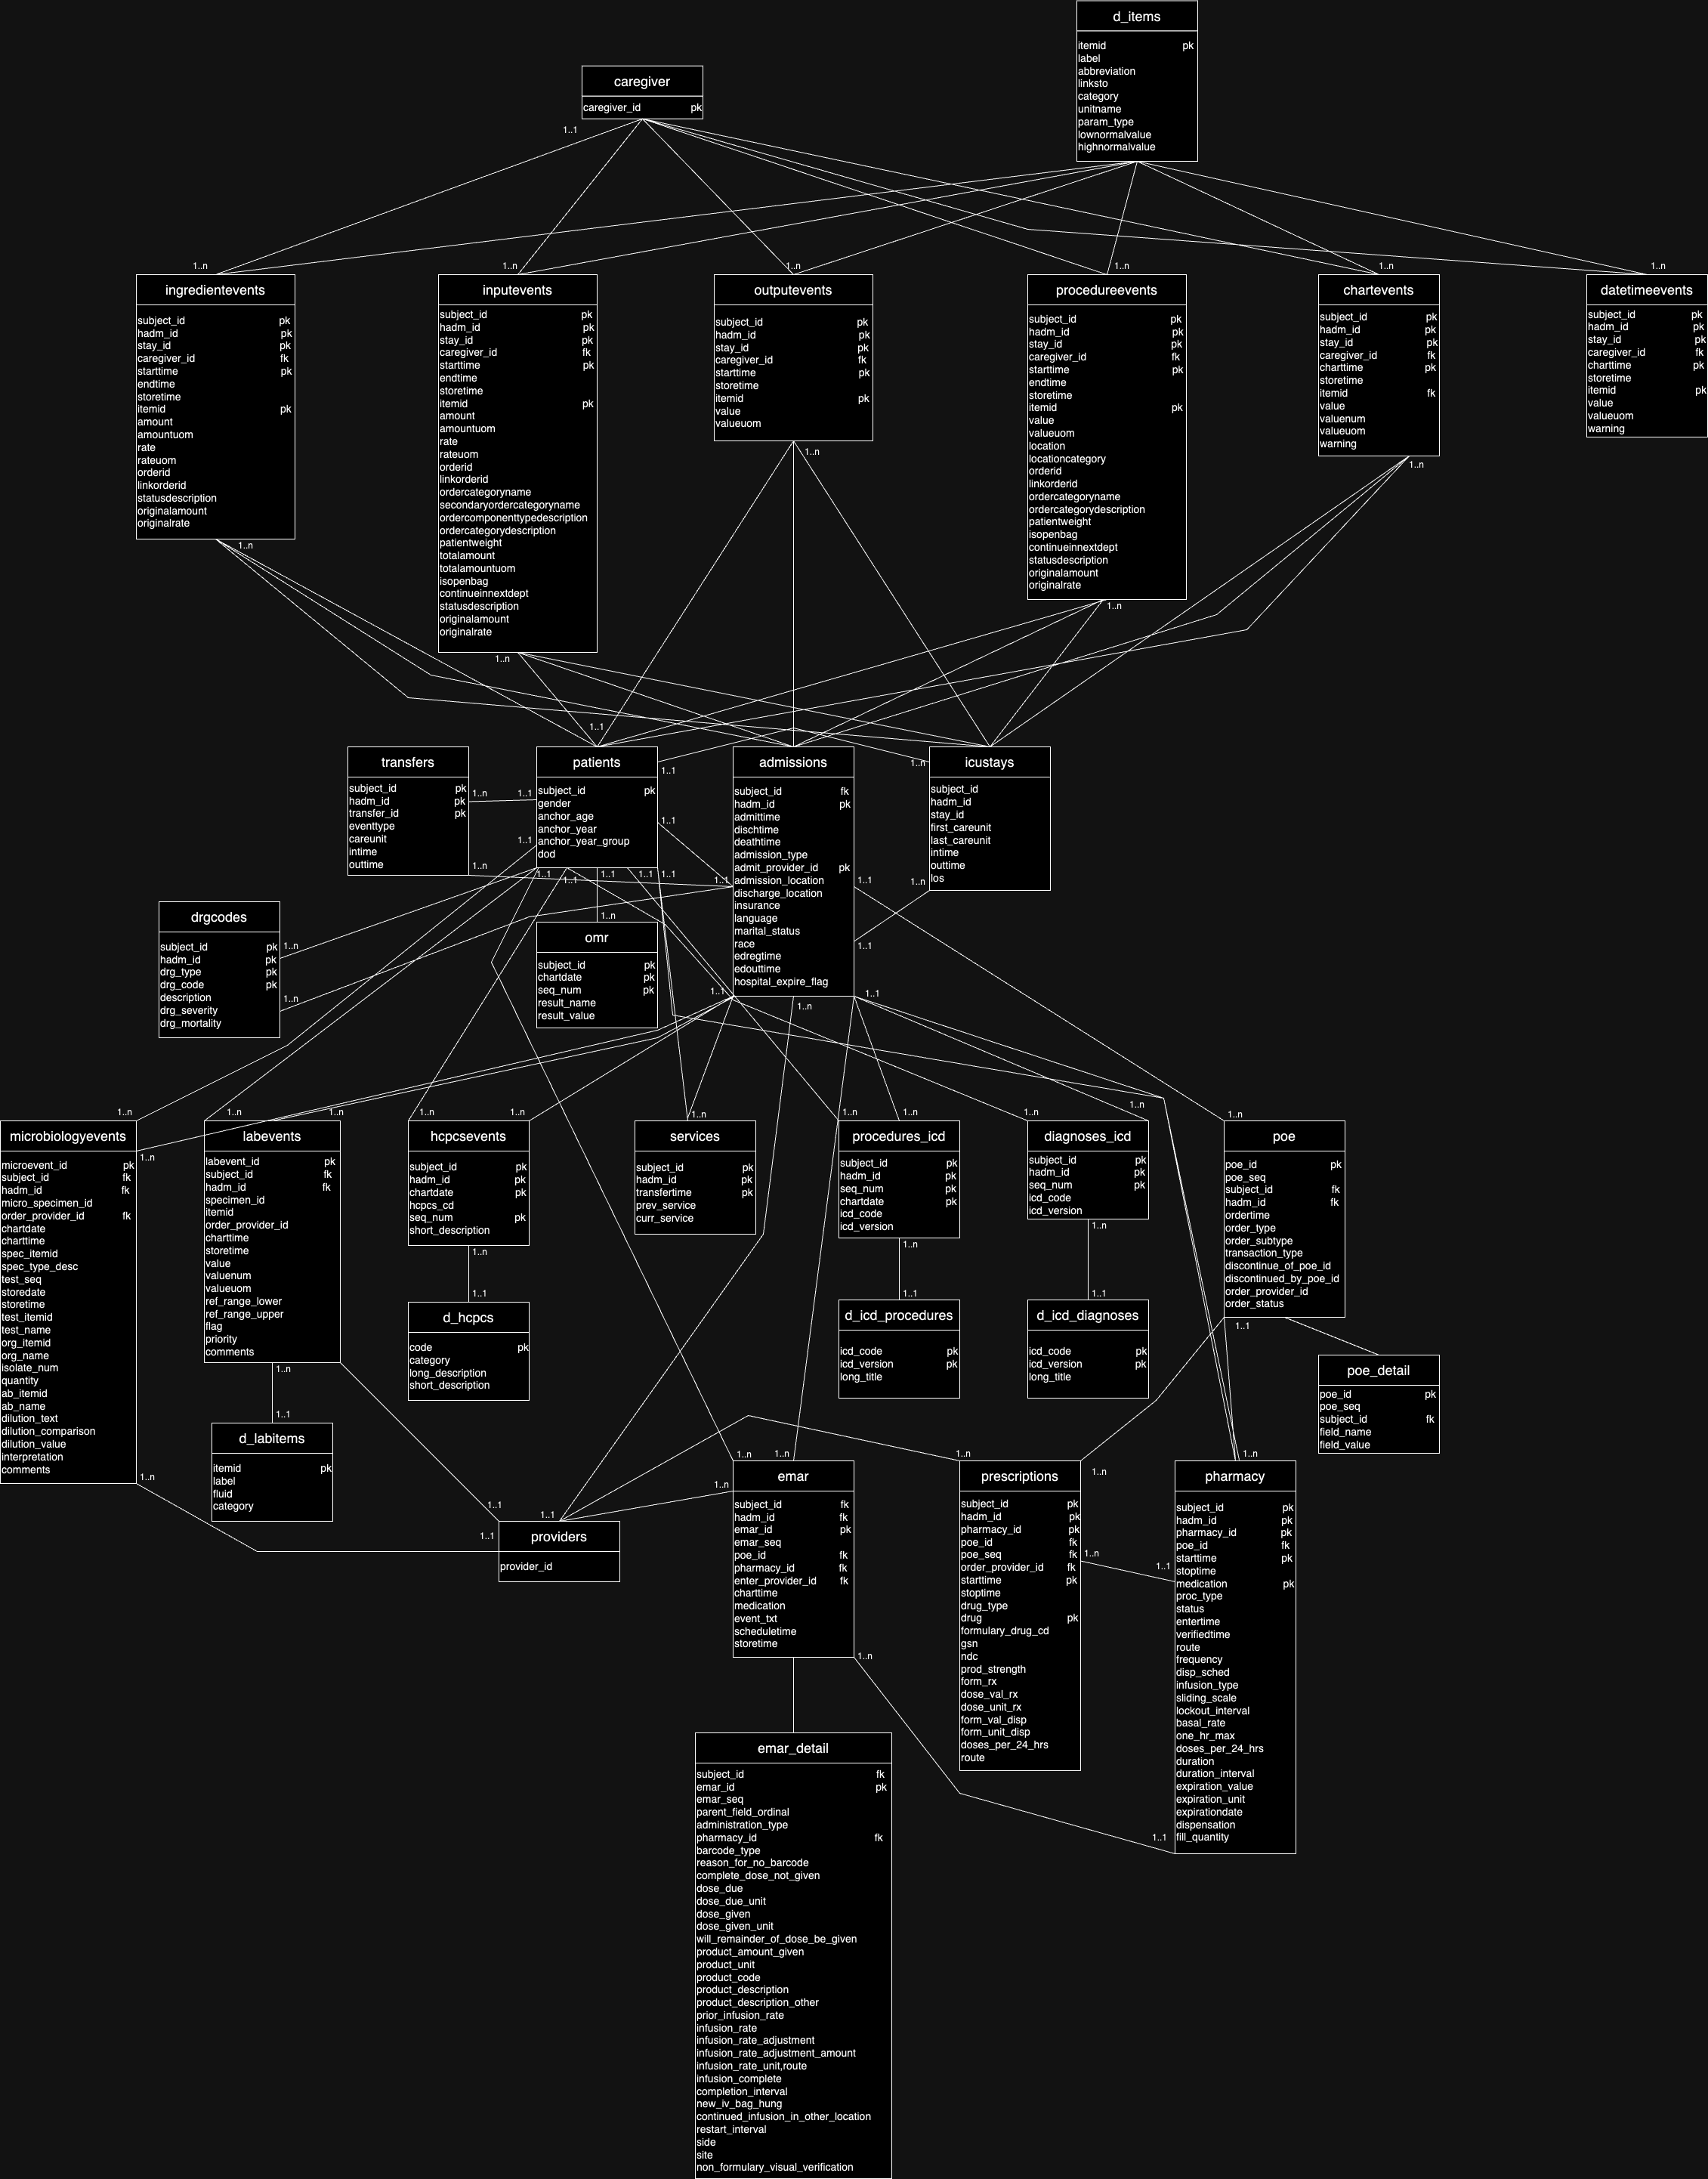 d_items
itemid pk
label
abbreviation
linksto
category
unitname
param_type
lownormalvalue
highnormalvalue
caregiver
caregiver_id pk
1..1
1..n
1..n
1..n
1..n
1..n
1..n
ingredientevents
subject_id pk
hadm_id pk
stay_id pk
caregiver_id fk
starttime pk
endtime
storetime
itemid pk
amount
amountuom
rate
rateuom
orderid
linkorderid
statusdescription
originalamount
originalrate
1..n
inputevents
subject_id pk
hadm_id pk
stay_id pk
caregiver_id fk
starttime pk
endtime
storetime
itemid pk
amount
amountuom
rate
rateuom
orderid
linkorderid
ordercategoryname
secondaryordercategoryname
ordercomponenttypedescription
ordercategorydescription
patientweight
totalamount
totalamountuom
isopenbag
continueinnextdept
statusdescription
originalamount
originalrate
1..n
outputevents
subject_id pk
hadm_id pk
stay_id pk
caregiver_id fk
starttime pk
storetime
itemid pk
value
valueuom
1..n
procedureevents
subject_id pk
hadm_id pk
stay_id pk
caregiver_id fk
starttime pk
endtime
storetime
itemid pk
value
valueuom
location
locationcategory
orderid
linkorderid
ordercategoryname
ordercategorydescription
patientweight
isopenbag
continueinnextdept
statusdescription
originalamount
originalrate
1..n
chartevents
subject_id pk
hadm_id pk
stay_id pk
caregiver_id fk
charttime pk
storetime
itemid fk
value
valuenum
valueuom
warning
1..n
datetimeevents
subject_id pk
hadm_id pk
stay_id pk
caregiver_id fk
charttime pk
storetime
itemid pk
value
valueuom
warning
1..1
transfers
subject_id pk
hadm_id pk
transfer_id pk
eventtype
careunit
intime
outtime
1..n
1..1
1..n
1..1
patients
subject_id pk
gender
anchor_age
anchor_year
anchor_year_group
dod
1..1
1..1
1..1
1..1
1..1
1..1
1..1
1..1
admissions
subject_id fk
hadm_id pk
admittime
dischtime
deathtime
admission_type
admit_provider_id pk
admission_location
discharge_location
insurance
language
marital_status
race
edregtime
edouttime
hospital_expire_flag
1..1
1..1
1..1
1..n
1..1
1..n
1..n
icustays
subject_id
hadm_id
stay_id
first_careunit
last_careunit
intime
outtime
los
drgcodes
subject_id pk
hadm_id pk
drg_type pk
drg_code pk
description
drg_severity
drg_mortality
1..n
1..n
1..n
omr
subject_id pk
chartdate pk
seq_num pk
result_name
result_value
1..n
1..n
1..n
1..n
1..n
1..n
1..n
1..n
1..n
1..n
1..n
microbiologyevents
microevent_id pk
subject_id fk
hadm_id fk
micro_specimen_id
order_provider_id fk
chartdate
charttime
spec_itemid
spec_type_desc
test_seq
storedate
storetime
test_itemid
test_name
org_itemid
org_name
isolate_num
quantity
ab_itemid
ab_name
dilution_text
dilution_comparison
dilution_value
interpretation
comments
1..n
1..n
labevents
labevent_id pk
subject_id fk
hadm_id fk
specimen_id
itemid
order_provider_id
charttime
storetime
value
valuenum
valueuom
ref_range_lower
ref_range_upper
flag
priority
comments
1..n
1..1
d_labitems
itemid pk
label
fluid
category
hcpcsevents
subject_id pk
hadm_id pk
chartdate pk
hcpcs_cd
seq_num pk
short_description
1..n
1..1
d_hcpcs
code pk
category
long_description
short_description
services
subject_id pk
hadm_id pk
transfertime pk
prev_service
curr_service
procedures_icd
subject_id pk
hadm_id pk
seq_num pk
chartdate pk
icd_code
icd_version
1..n
1..1
d_icd_procedures
icd_code pk
icd_version pk
long_title
diagnoses_icd
subject_id pk
hadm_id pk
seq_num pk
icd_code
icd_version
1..n
1..1
d_icd_diagnoses
icd_code pk
icd_version pk
long_title
poe
poe_id pk
poe_seq
subject_id fk
hadm_id fk
ordertime
order_type
order_subtype
transaction_type
discontinue_of_poe_id
discontinued_by_poe_id
order_provider_id
order_status
1..1
poe_detail
poe_id pk
poe_seq
subject_id fk
field_name
field_value
1..1
1..1
1..1
providers
provider_id
1..n
1..n
1..n
emar
subject_id fk
hadm_id fk
emar_id pk
emar_seq
poe_id fk
pharmacy_id fk
enter_provider_id fk
charttime
medication
event_txt
scheduletime
storetime
1..n
1..n
1..n
prescriptions
subject_id pk
hadm_id pk
pharmacy_id pk
poe_id fk
poe_seq fk
order_provider_id fk
starttime pk
stoptime
drug_type
drug pk
formulary_drug_cd
gsn
ndc
prod_strength
form_rx
dose_val_rx
dose_unit_rx
form_val_disp
form_unit_disp
doses_per_24_hrs
route
1..n
1..1
1..n
pharmacy
subject_id pk
hadm_id pk
pharmacy_id pk
poe_id fk
starttime pk
stoptime
medication pk
proc_type
status
entertime
verifiedtime
route
frequency
disp_sched
infusion_type
sliding_scale
lockout_interval
basal_rate
one_hr_max
doses_per_24_hrs
duration
duration_interval
expiration_value
expiration_unit
expirationdate
dispensation
fill_quantity
1..1
emar_detail
subject_id fk
emar_id pk
emar_seq
parent_field_ordinal
administration_type
pharmacy_id fk
barcode_type
reason_for_no_barcode
complete_dose_not_given
dose_due
dose_due_unit
dose_given
dose_given_unit
will_remainder_of_dose_be_given
product_amount_given
product_unit
product_code
product_description
product_description_other
prior_infusion_rate
infusion_rate
infusion_rate_adjustment
infusion_rate_adjustment_amount
infusion_rate_unit,route
infusion_complete
completion_interval
new_iv_bag_hung
continued_infusion_in_other_location
restart_interval
side
site
non_formulary_visual_verification